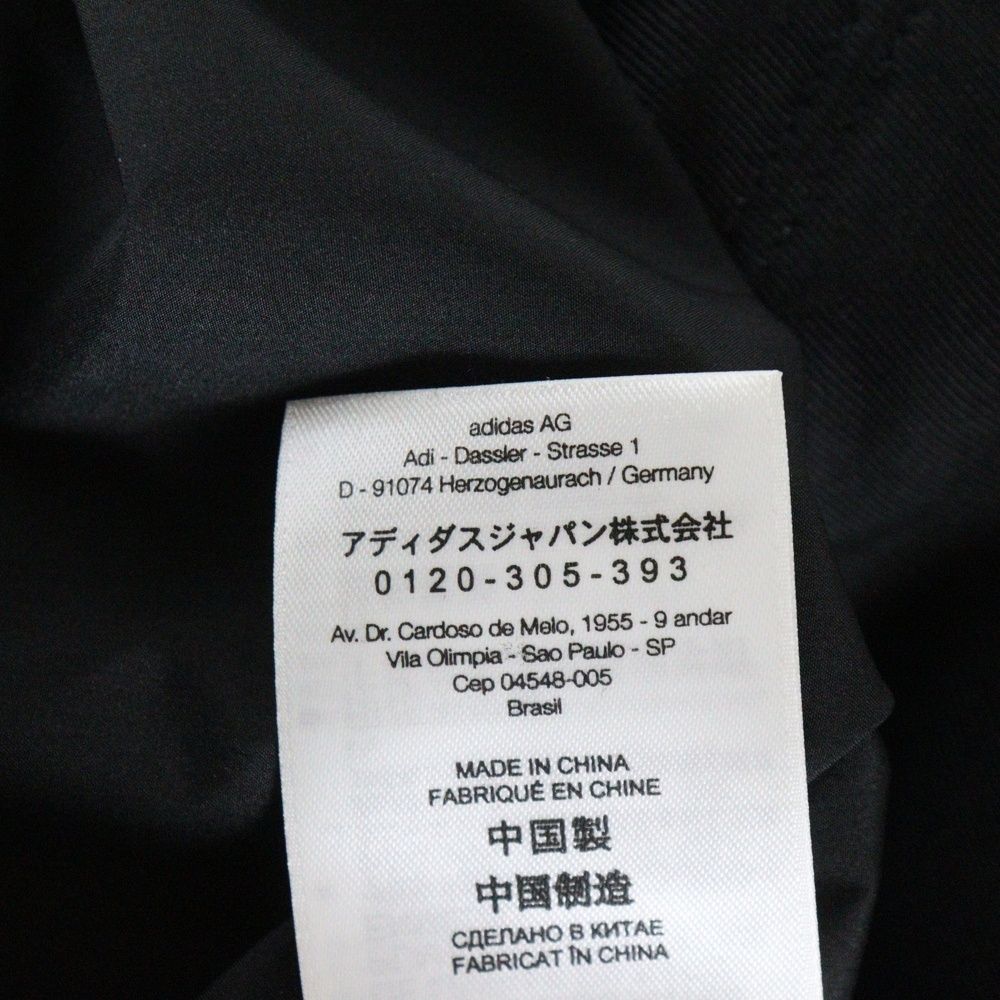 adidas AG
Adi - Dassler - Strasse 1
D - 91074 Herzogenaurach / Germany
アディダスジャパン株式会社
0120-305-393
Av. Dr. Cardoso de Melo, 1955 - 9 andar
Vila Olimpia - Sao Paulo - SP
Cep 04548-005
Brasil
MADE IN CHINA
FABRIQUÉ EN CHINE
中国製
中国制造
СДЕЛАНО В КИТАЕ
FABRICAT ÎN CHINA